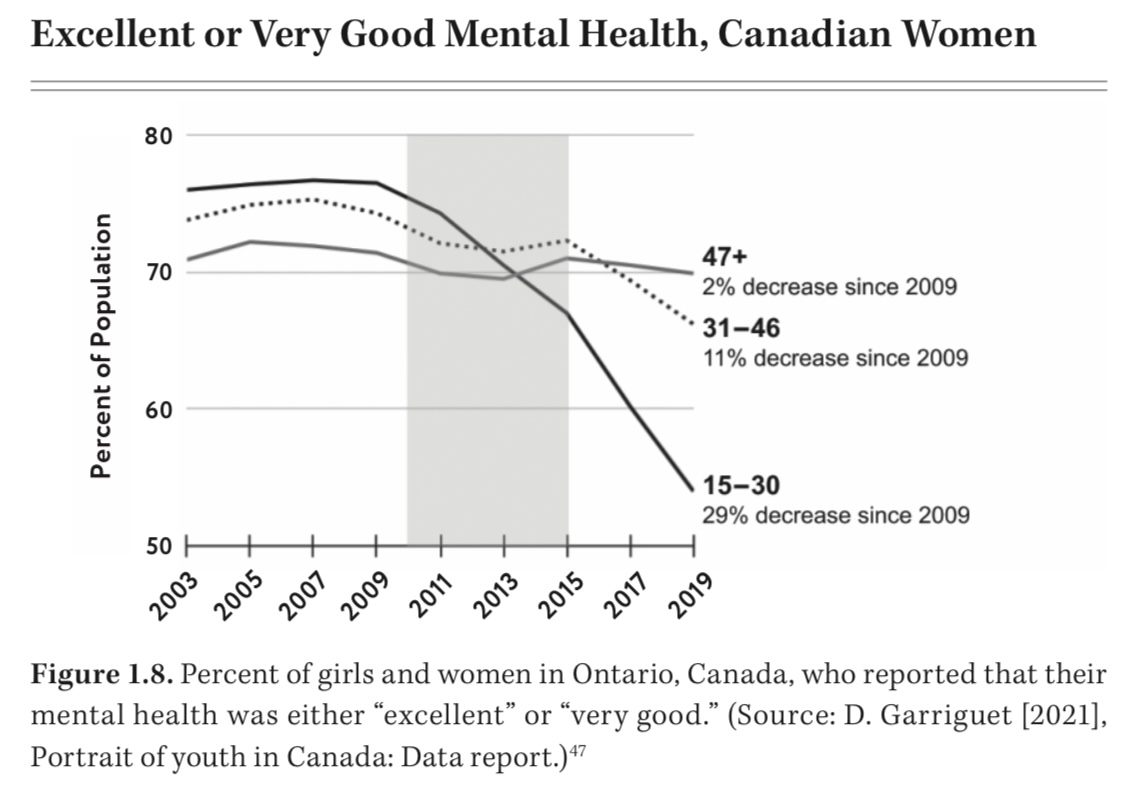 Excellent or Very Good Mental Health, Canadian Women
80
70
60
50
Percent of Population
47+
2% decrease since 2009
31–46
11% decrease since 2009
15–30
29% decrease since 2009
2003
2005
2007
2009
2011
2013
2015
2017
2019
Figure 1.8. Percent of girls and women in Ontario, Canada, who reported that their
mental health was either “excellent” or “very good.” (Source: D. Garriguet [2021],
Portrait of youth in Canada: Data report.)47